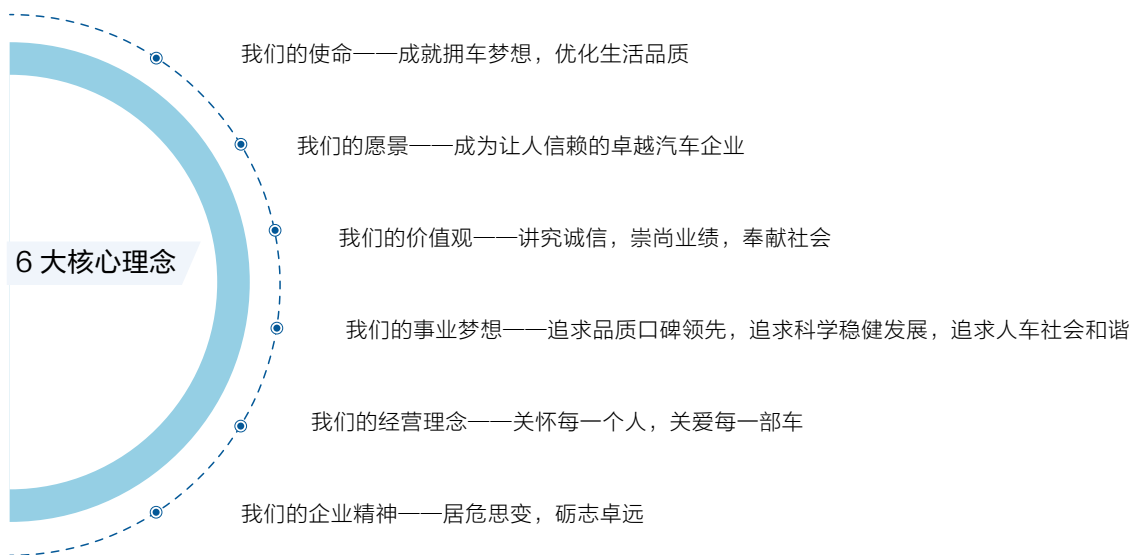 我们的使命——成就拥车梦想，优化生活品质
我们的愿景——成为让人信赖的卓越汽车企业
我们的价值观——讲究诚信，崇尚业绩，奉献社会
6 大核心理念
我们的事业梦想——追求品质口碑领先，追求科学稳健发展，追求人车社会和谐
我们的经营理念——关怀每一个人，关爱每一部车
我们的企业精神——居危思变，砺志卓远